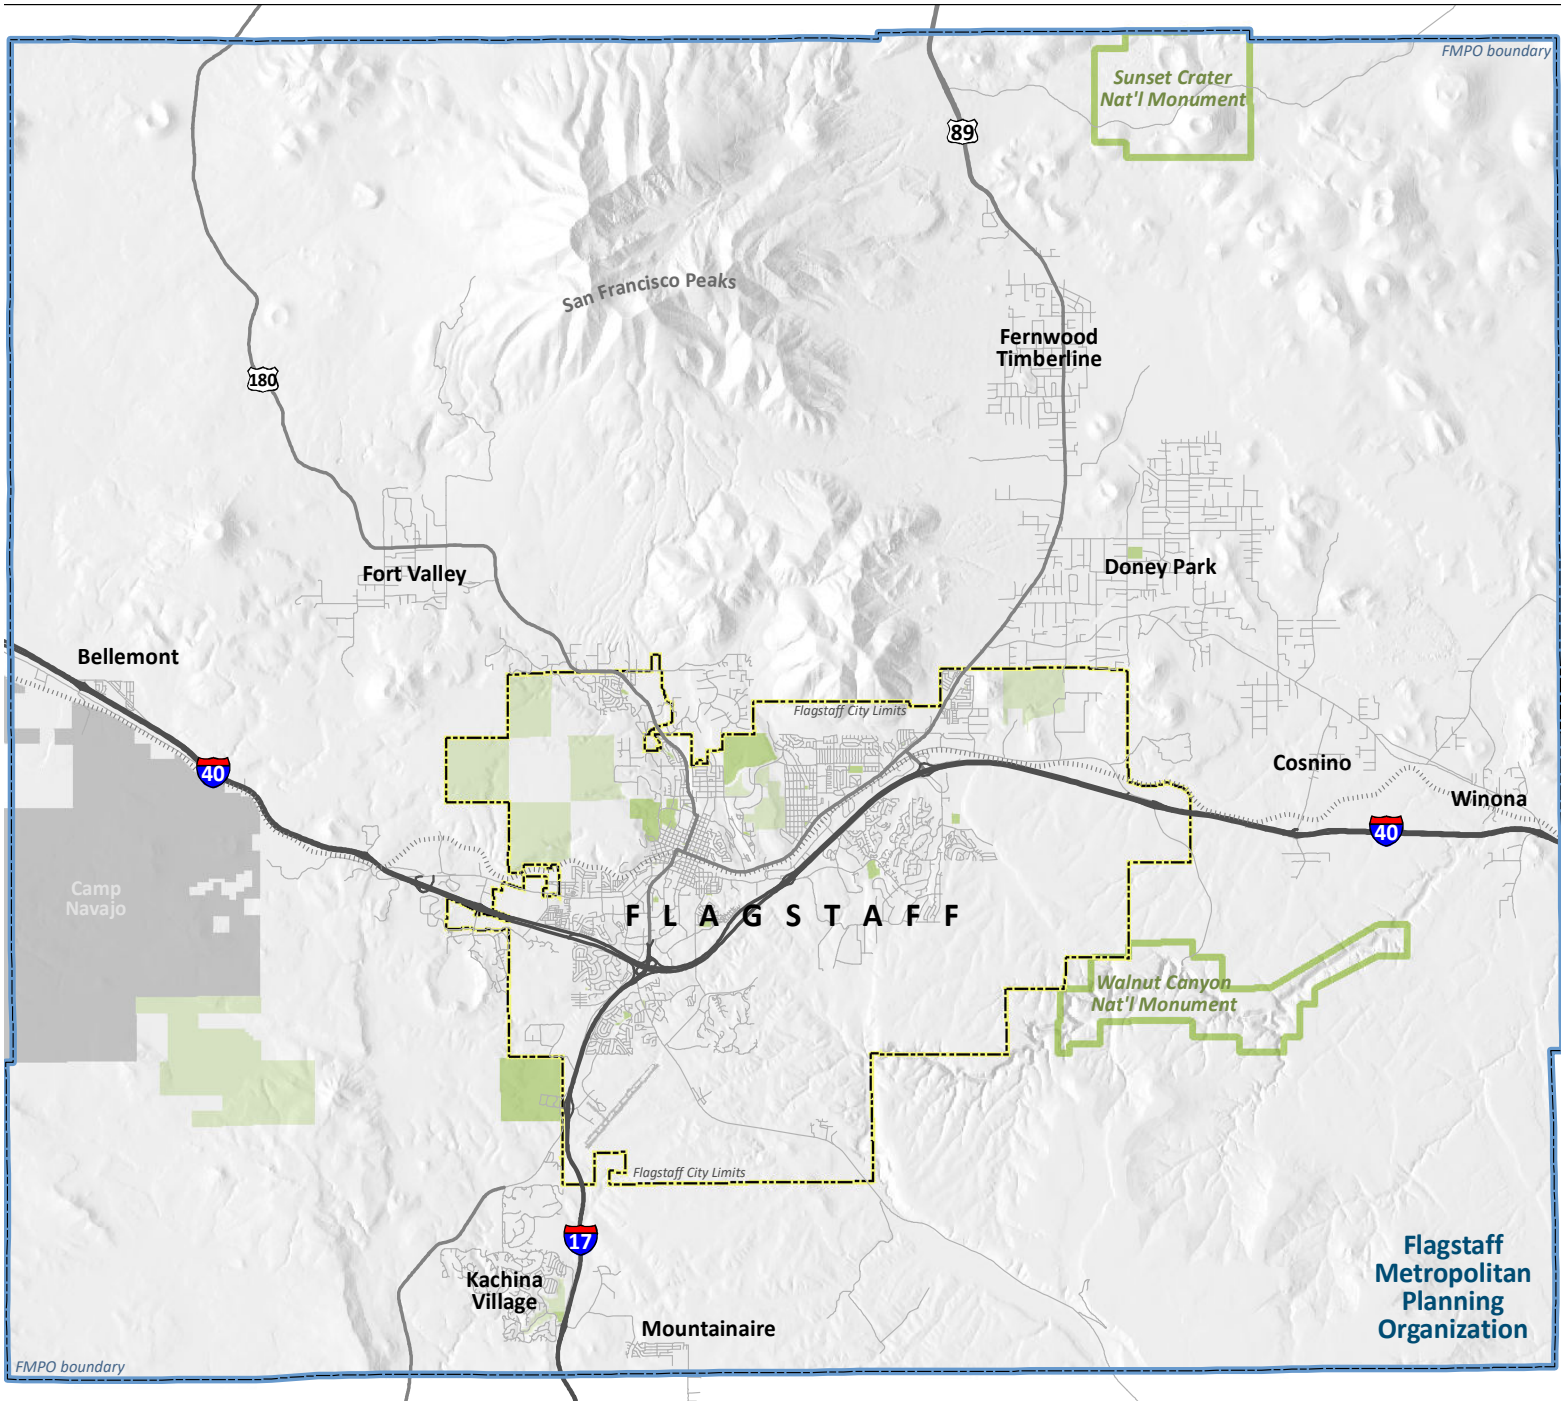 FMPO boundary
Sunset Crater
Nat'l Monument
89
San Francisco Peaks
Fernwood
Timberline
180
Fort Valley
Doney Park
Bellemont
Flagstaff City Limits
40
Cosnino
Winona
40
Camp
Navajo
FLAGSTAFF
Walnut Canyon
Nat'l Monument
Flagstaff City Limits
17
Kachina
Village
Mountainaire
Flagstaff
Metropolitan
Planning
Organization
FMPO boundary